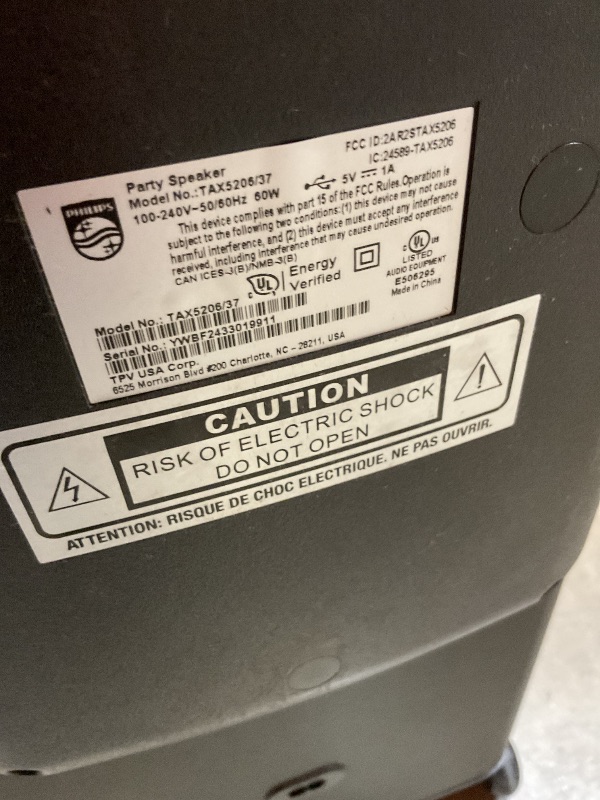 PHILIPS
Party Speaker
Model No.:TAX5206/37
100-240V~50/60Hz 60W
FCC ID:2AR2STAX5206
IC:24589-TAX5206
5V 1A
This device complies with part 15 of the FCC Rules.Operation is
subject to the following two conditions:(1) this device may not cause
harmful interference, and (2) this device must accept interference
received, including interference that may cause undesired operation.
CAN ICES-3(B)/NMB-3(B)
UL Energy
Verified
c UL us
LISTED
AUDIO EQUIPMENT
E506295
Made in China
Model No.: TAX5206/37
Serial No.: YWBF2433019911
TPV USA Corp.
6525 Morrison Blvd #200 Charlotte, NC - 28211, USA
CAUTION
RISK OF ELECTRIC SHOCK
DO NOT OPEN
ATTENTION: RISQUE DE CHOC ELECTRIQUE. NE PAS OUVRIR.